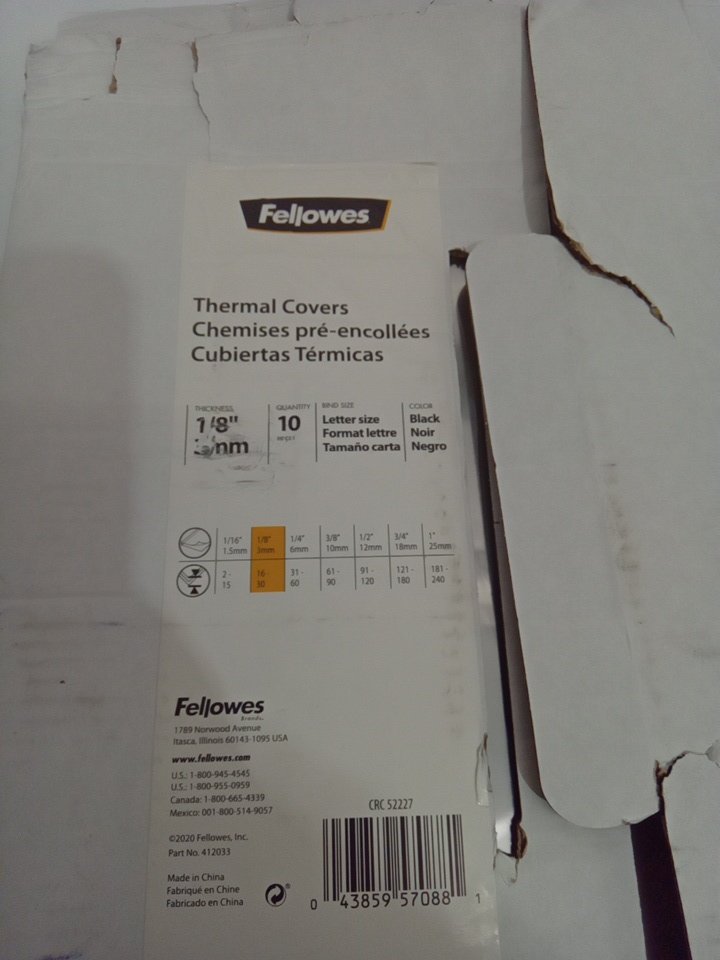 Fellowes
Thermal Covers
Chemises pré-encollées
Cubiertas Térmicas
THICKNESS
1/8"
3mm
QUANTITY
10
BIND SIZE
Letter size
Format lettre
Tamaño carta
COLOR
Black
Noir
Negro
1/16" 1/8" 1/4" 3/8" 1/2" 3/4" 1"
1.5mm 3mm 6mm 10mm 12mm 18mm 25mm
2 - 16 - 31 - 61 - 91 - 121 - 181 -
15 30 60 90 120 180 240
Fellowes
Brands™
1789 Norwood Avenue
Itasca, Illinois 60143-1095 USA
www.fellowes.com
U.S.: 1-800-945-4545
U.S.: 1-800-955-0959
Canada: 1-800-665-4339
Mexico: 001-800-514-9057
©2020 Fellowes, Inc.
Part No. 412033
Made in China
Fabriqué en Chine
Fabricado en China
CRC 52227
0 43859 57088 1